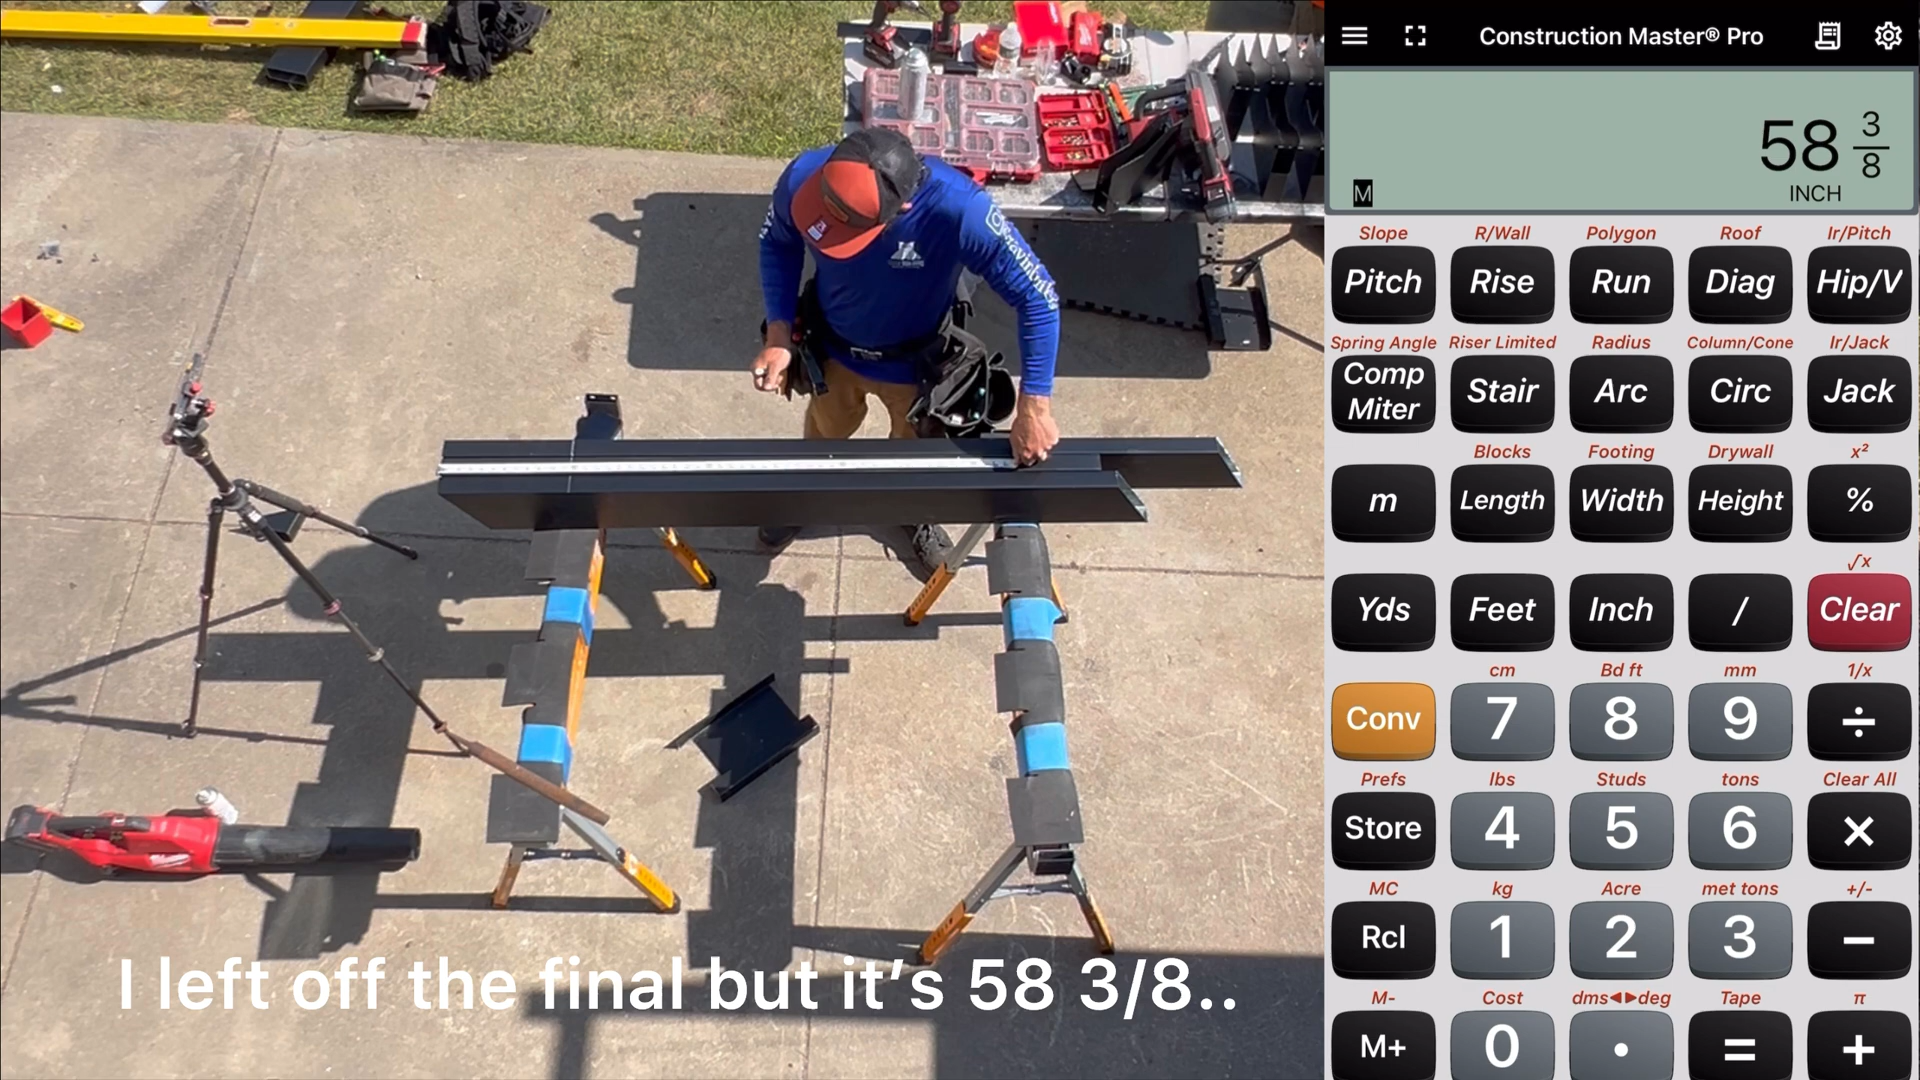 Construction Master® Pro
58 3/8
INCH
M
Slope R/Wall Polygon Roof Ir/Pitch
Pitch Rise Run Diag Hip/V
Spring Angle Riser Limited Radius Column/Cone Ir/Jack
Comp Miter Stair Arc Circ Jack
Blocks Footing Drywall x²
m Length Width Height %
√x
Yds Feet Inch / Clear
cm Bd ft mm 1/x
Conv 7 8 9 ÷
Prefs lbs Studs tons Clear All
Store 4 5 6 ×
MC kg Acre met tons +/-
Rcl 1 2 3 −
M- Cost dms◀▶deg Tape π
M+ 0 . = +
I left off the final but it’s 58 3/8..